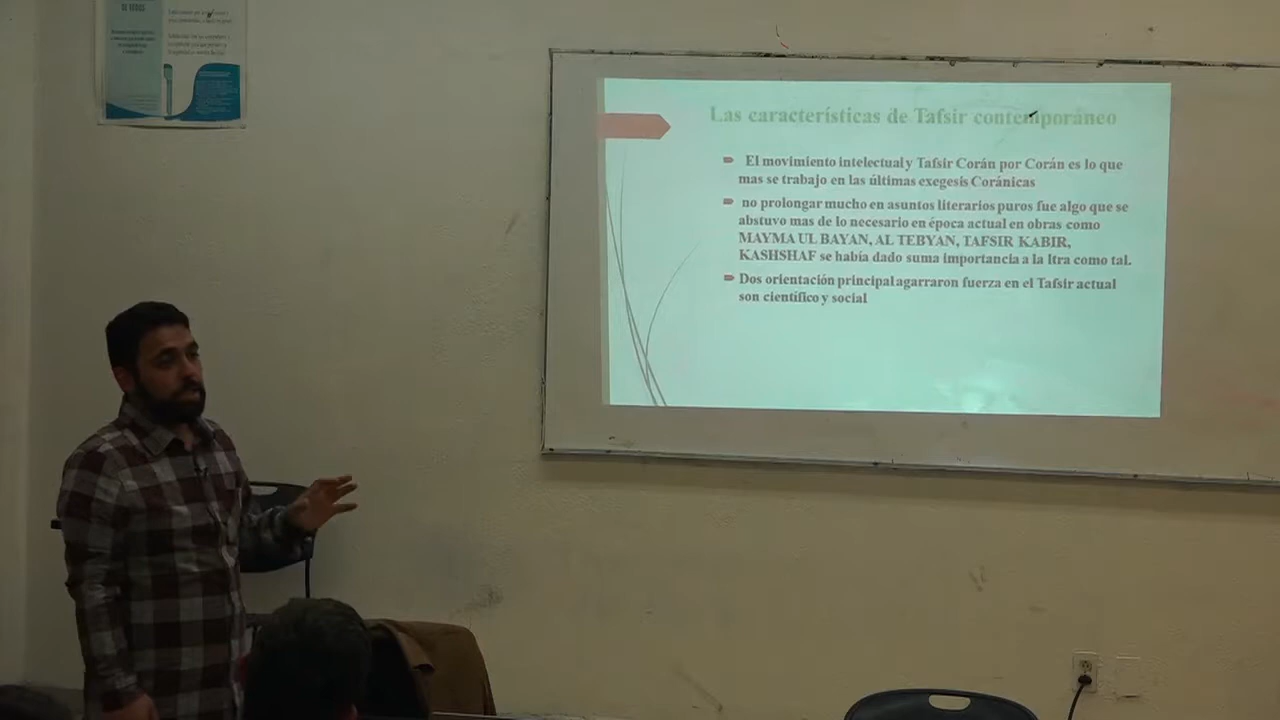 DE TODOS
Las características de Tafsir contemporáneo
El movimiento intelectual y Tafsir Corán por Corán es lo que
mas se trabajo en las últimas exegesis Coránicas
no prolongar mucho en asuntos literarios puros fue algo que se
abstuvo mas de lo necesario en época actual en obras como
MAYMA UL BAYAN, AL TEBYAN, TAFSIR KABIR,
KASHSHAF se había dado suma importancia a la ltra como tal.
Dos orientación principal agarraron fuerza en el Tafsir actual
son científico y social